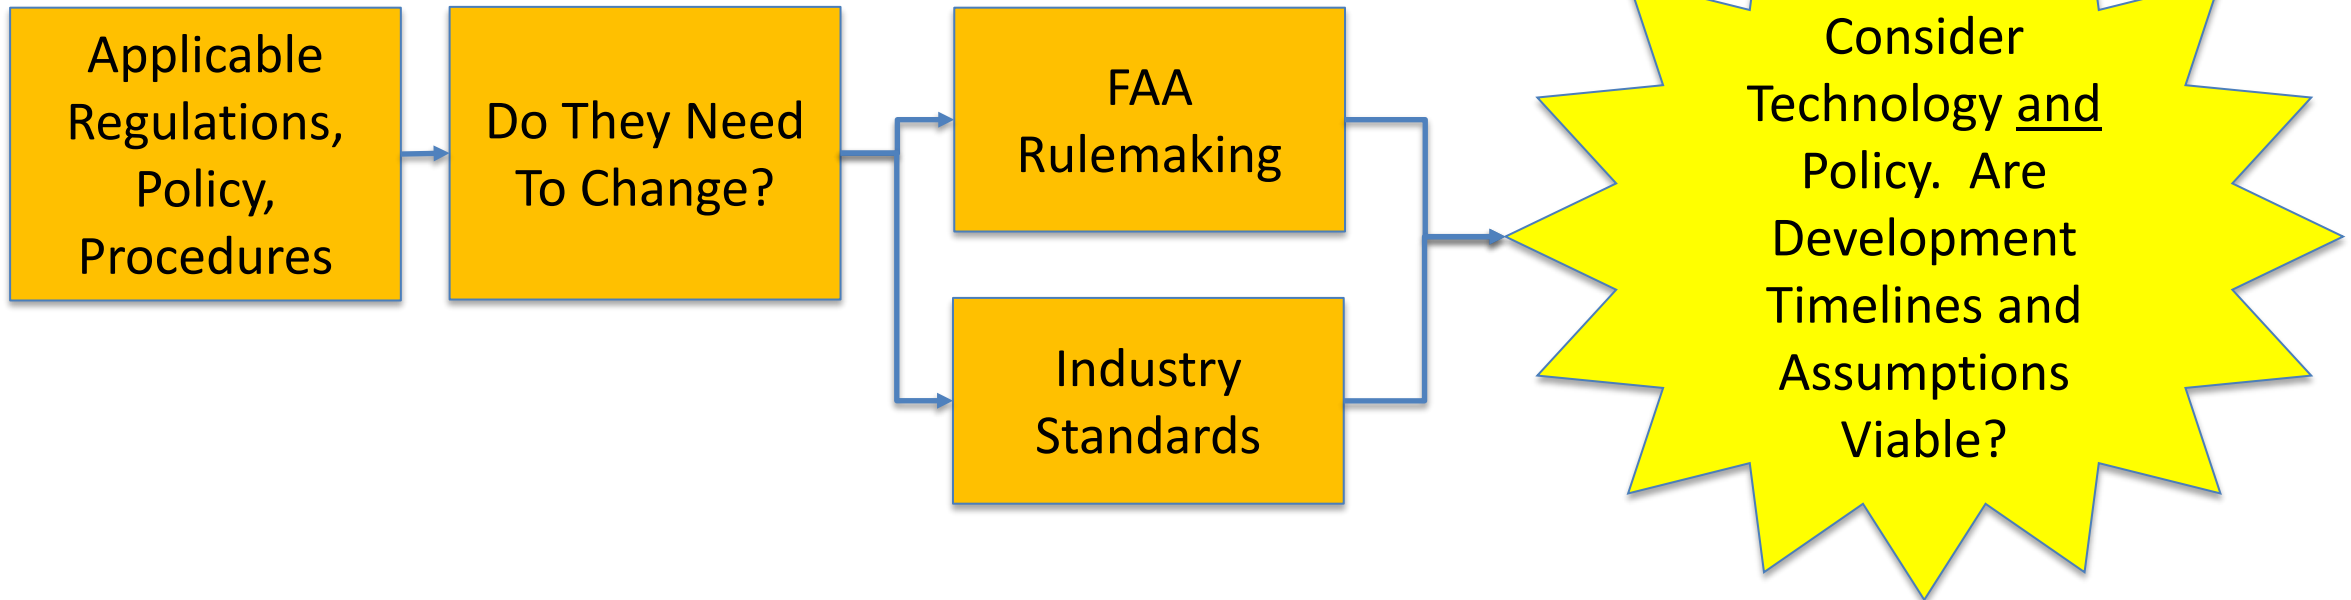 Applicable
Regulations,
Policy,
Procedures
Do They Need
To Change?
FAA
Rulemaking
Industry
Standards
Consider
Technology and
Policy.  Are
Development
Timelines and
Assumptions
Viable?